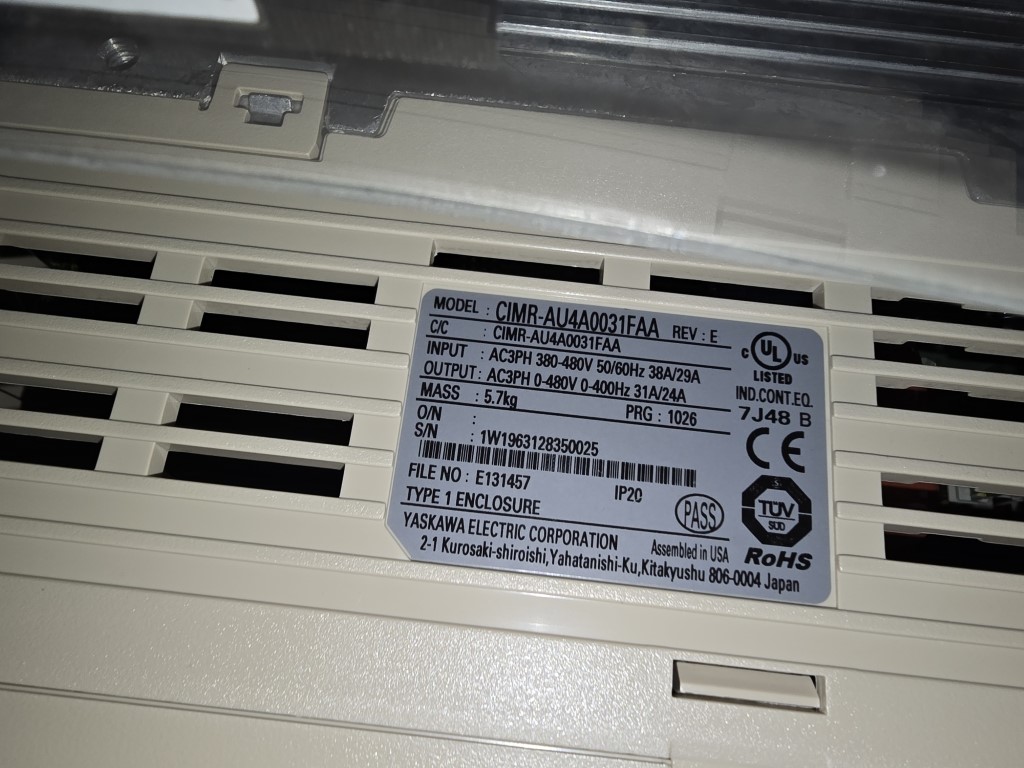 MODEL : CIMR-AU4A0031FAA REV : E
C/C : CIMR-AU4A0031FAA
INPUT : AC3PH 380-480V 50/60Hz 38A/29A
OUTPUT : AC3PH 0-480V 0-400Hz 31A/24A
MASS : 5.7kg PRG : 1026
O/N :
S/N : 1W1963128350025
FILE NO : E131457 IP20
TYPE 1 ENCLOSURE PASS
YASKAWA ELECTRIC CORPORATION Assembled in USA
2-1 Kurosaki-shiroishi,Yahatanishi-Ku,Kitakyushu 806-0004 Japan
C UL US
LISTED
IND.CONT.EQ.
7J48 B
CE
TÜV
SÜD
RoHS